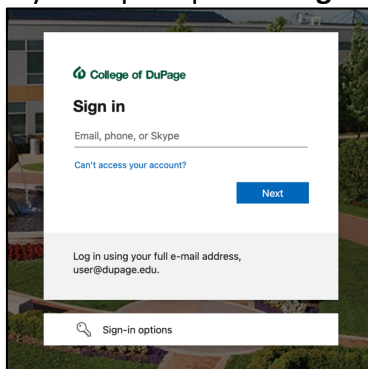 College of DuPage
Sign in
Email, phone, or Skype
Can't access your account?
Next
Log in using your full e-mail address,
user@dupage.edu.
Sign-in options